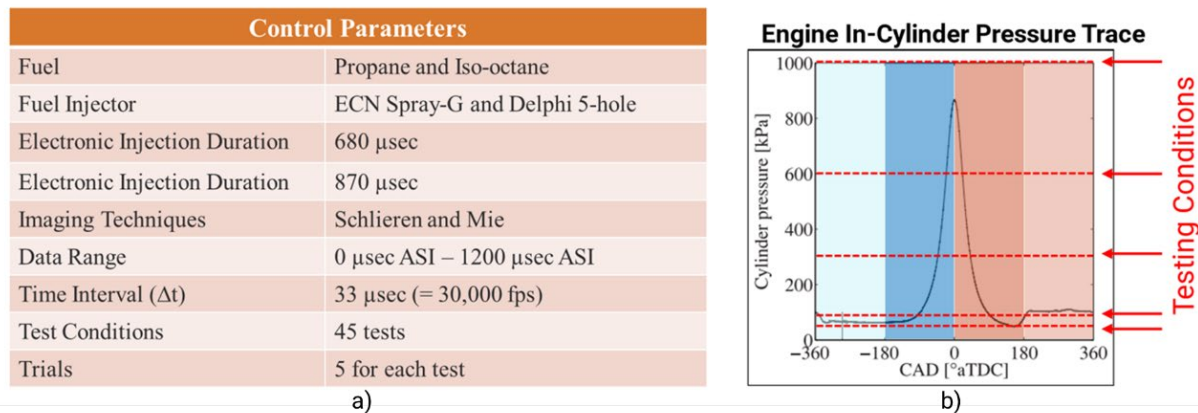 Control Parameters
Fuel Propane and Iso-octane
Fuel Injector ECN Spray-G and Delphi 5-hole
Electronic Injection Duration 680 µsec
Electronic Injection Duration 870 µsec
Imaging Techniques Schlieren and Mie
Data Range 0 µsec ASI – 1200 µsec ASI
Time Interval (Δt) 33 µsec (= 30,000 fps)
Test Conditions 45 tests
Trials 5 for each test
a)
Engine In-Cylinder Pressure Trace
Cylinder pressure [kPa]
1000
800
600
400
200
0
−360 −180 0 180 360
CAD [°aTDC]
Testing Conditions
b)